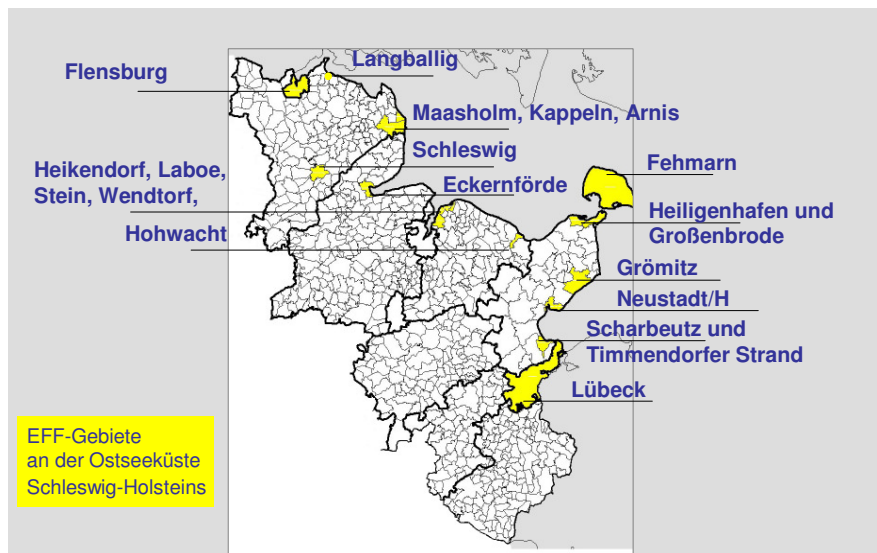 Langballig
Flensburg
Maasholm, Kappeln, Arnis
Schleswig
Heikendorf, Laboe,
Stein, Wendtorf,
Fehmarn
Eckernförde
Hohwacht
Heiligenhafen und
Großenbrode
Grömitz
Neustadt/H
Scharbeutz und
Timmendorfer Strand
Lübeck
EFF-Gebiete
an der Ostseeküste
Schleswig-Holsteins